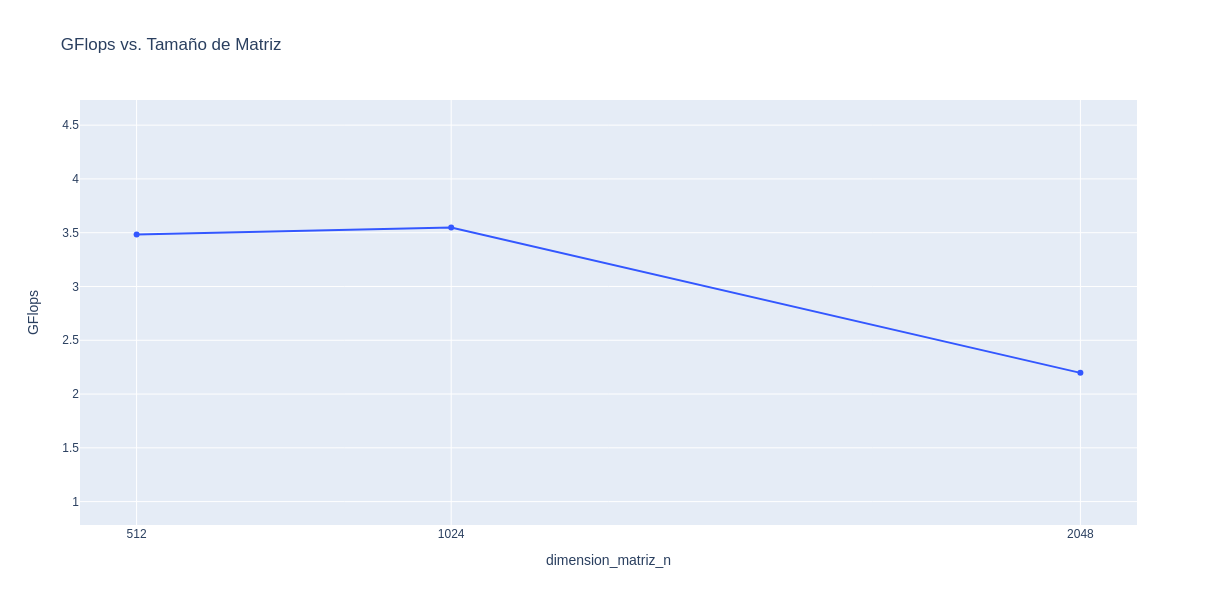 GFlops vs. Tamaño de Matriz
4.5
4
3.5
3
2.5
2
1.5
1
GFlops
512 1024 2048
dimension_matriz_n